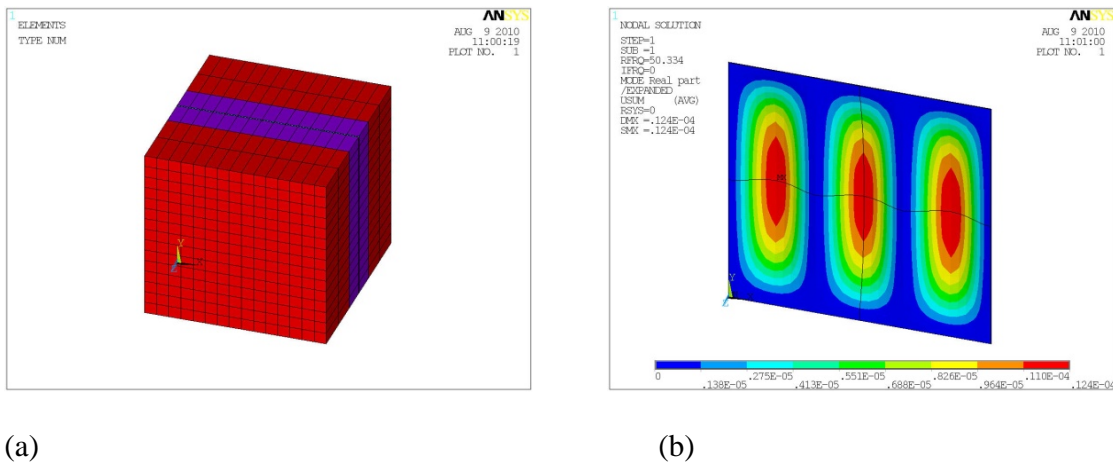 1
ANSYS
ELEMENTS
TYPE NUM
AUG 9 2010
11:00:19
PLOT NO. 1
Y
X
Z
(a)
1
ANSYS
NODAL SOLUTION
STEP=1
SUB =1
RFRQ=50.334
IFRQ=0
MODE Real part
/EXPANDED
USUM (AVG)
RSYS=0
DMX =.124E-04
SMX =.124E-04
AUG 9 2010
11:01:00
PLOT NO. 1
MX
Y
Z
0 .275E-05 .551E-05 .826E-05 .110E-04
.138E-05 .413E-05 .688E-05 .964E-05 .124E-04
(b)